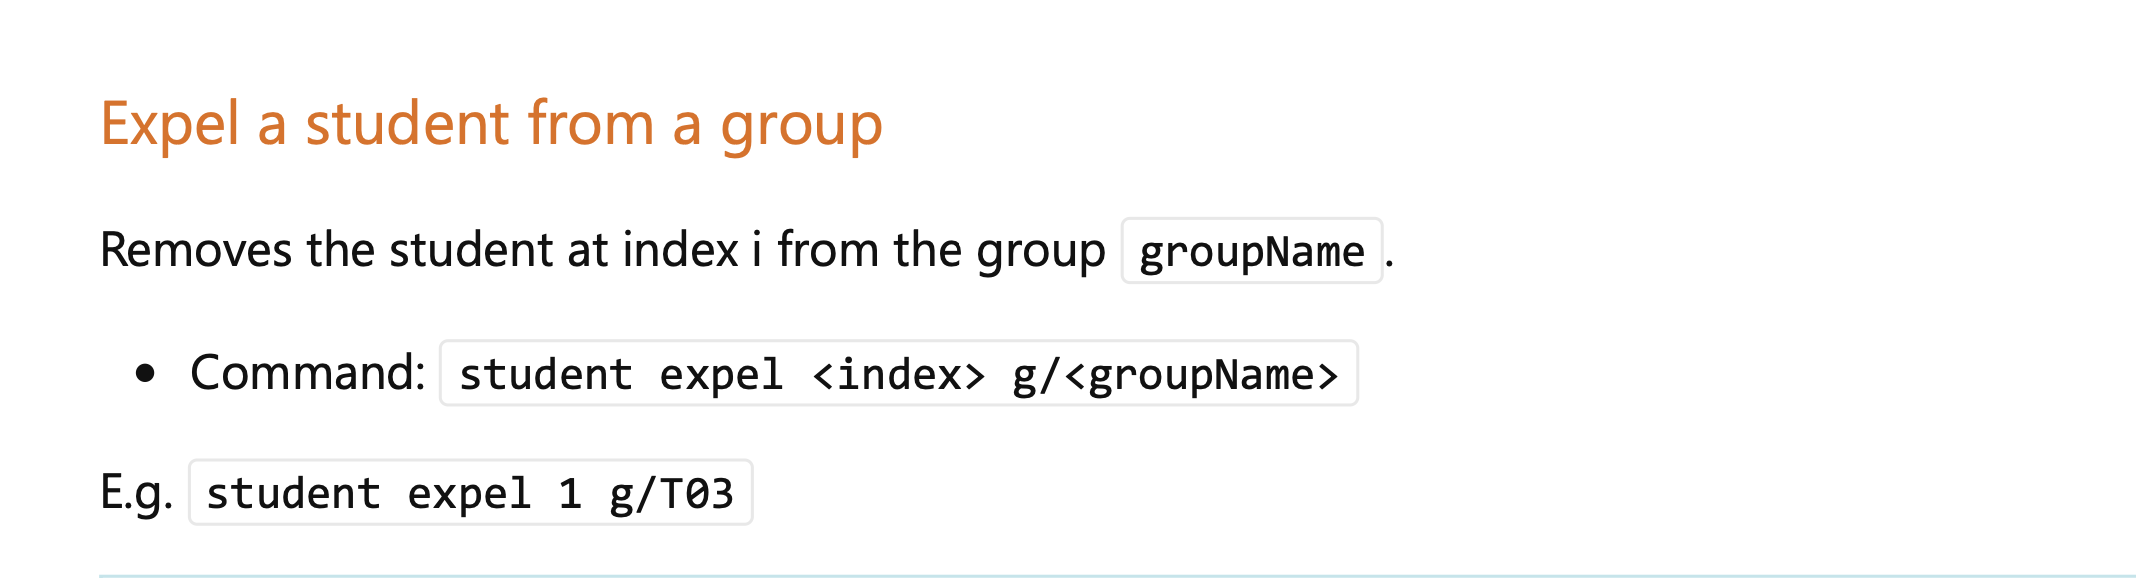 Expel a student from a group
Removes the student at index i from the group groupName.
• Command: student expel <index> g/<groupName>
E.g. student expel 1 g/T03